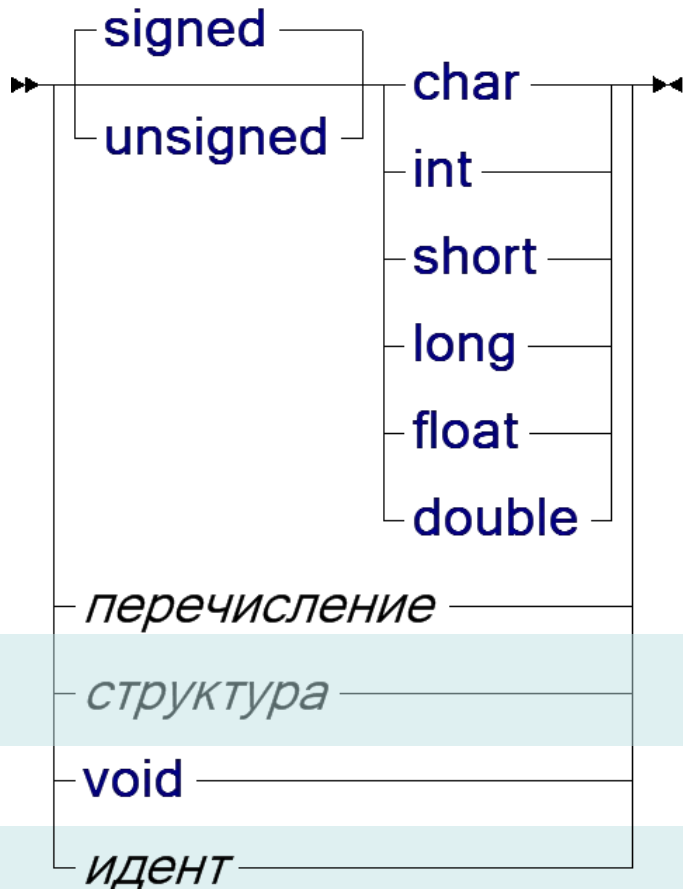 signed
char
unsigned
int
short
long
float
double
перечисление
структура
void
идент